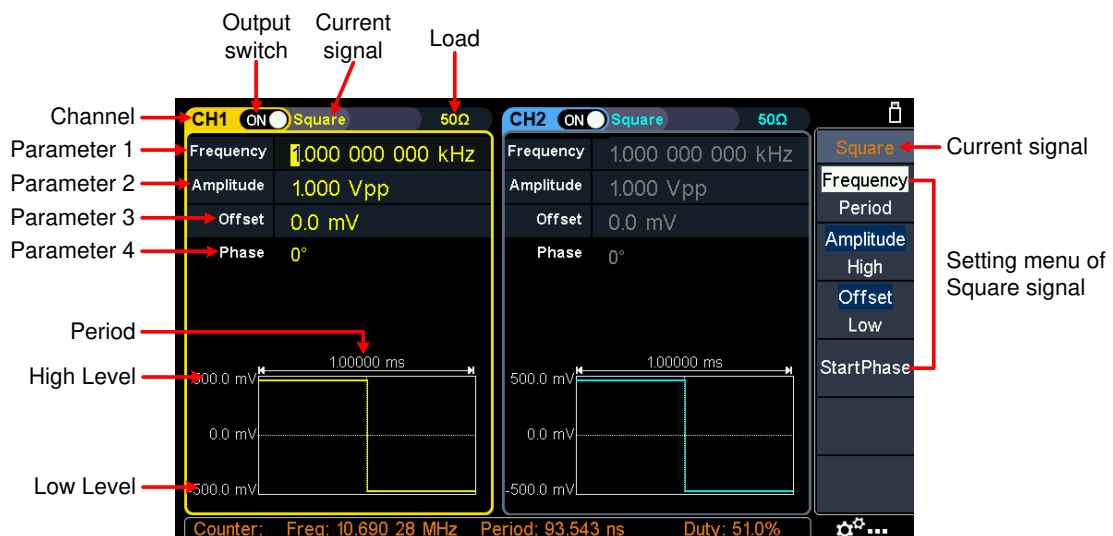 Output switch
Current signal
Load
Channel
Parameter 1
Parameter 2
Parameter 3
Parameter 4
Period
High Level
Low Level
CH1 ON Square 50Ω
Frequency 1.000 000 000 kHz
Amplitude 1.000 Vpp
Offset 0.0 mV
Phase 0°
1.00000 ms
500.0 mV
0.0 mV
-500.0 mV
CH2 ON Square 50Ω
Frequency 1.000 000 000 kHz
Amplitude 1.000 Vpp
Offset 0.0 mV
Phase 0°
1.00000 ms
500.0 mV
0.0 mV
-500.0 mV
Counter: Freq: 10.690 28 MHz Period: 93.543 ns Duty: 51.0%
Square
Frequency
Period
Amplitude
High
Offset
Low
StartPhase
Current signal
Setting menu of
Square signal